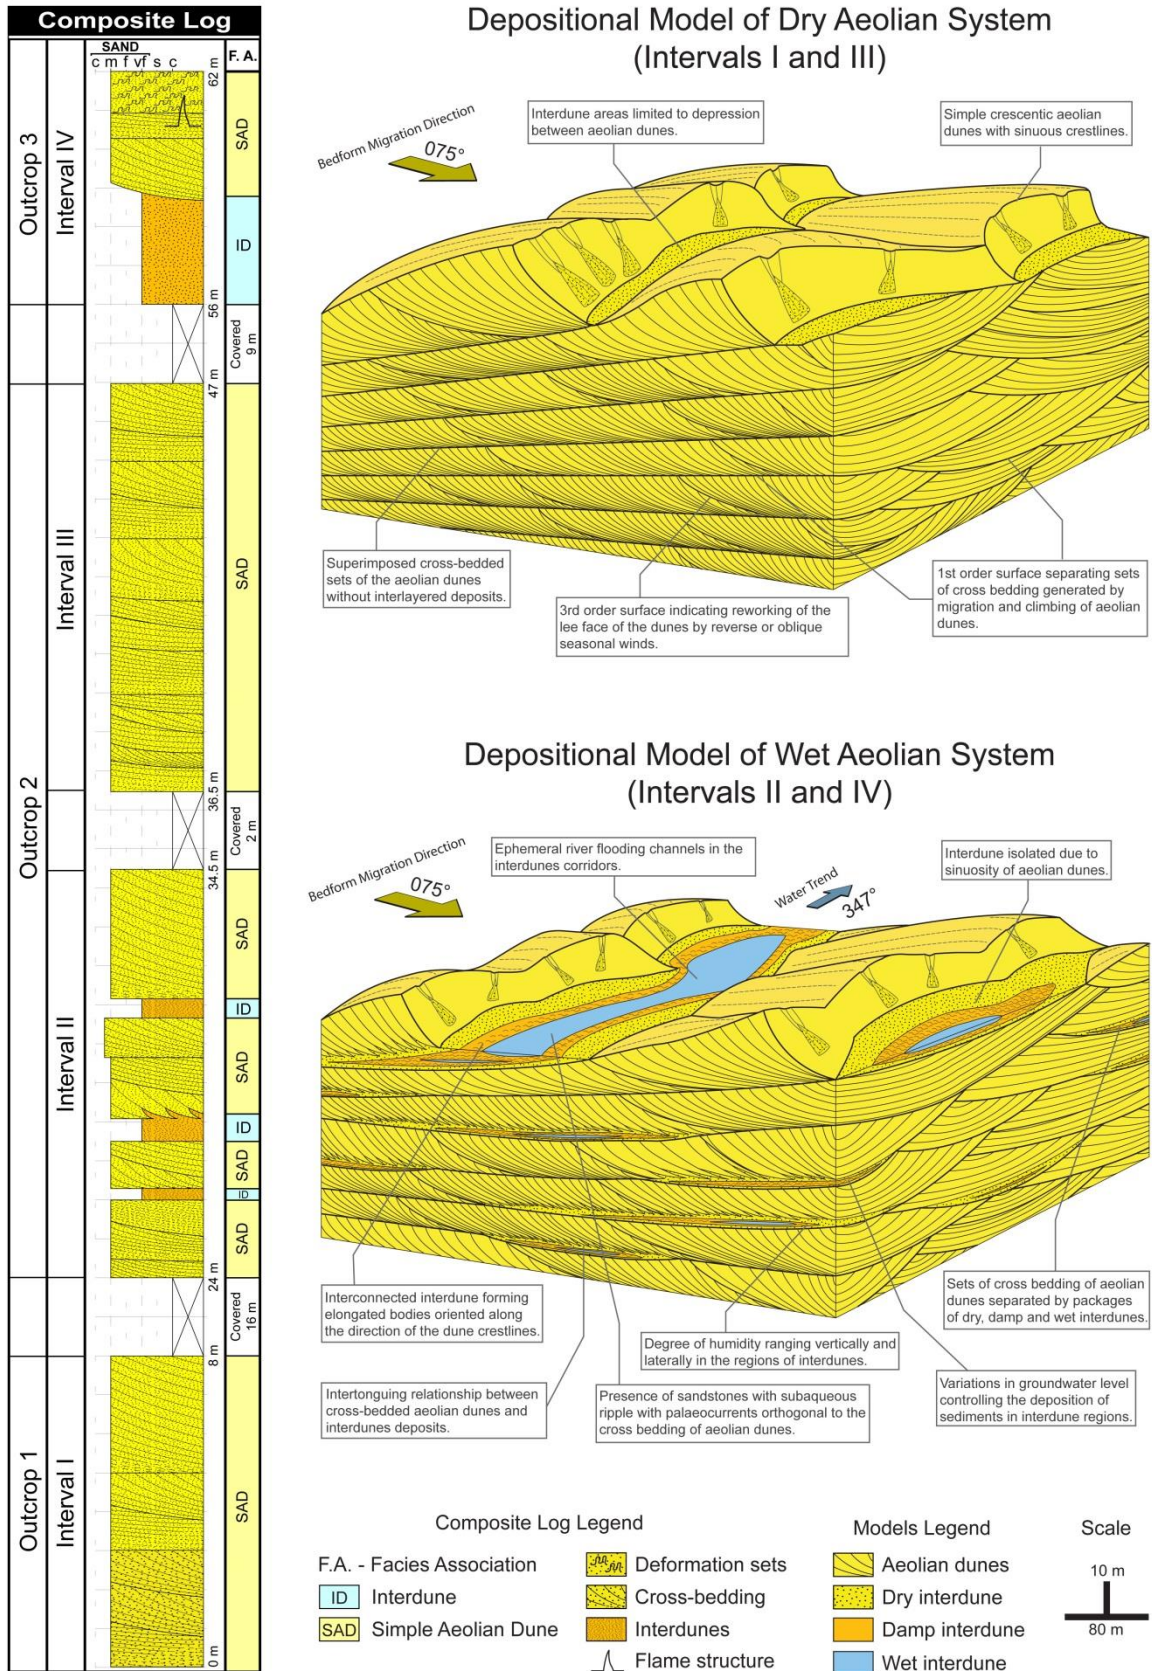 Composite Log
SAND
c m f vf s c
F. A.
62 m
SAD
Outcrop 3
Interval IV
ID
56 m
Covered
9 m
47 m
Interval III
SAD
Outcrop 2
36.5 m
Covered
2 m
34.5 m
SAD
ID
Interval II
SAD
ID
SAD
ID
SAD
24 m
Covered
16 m
8 m
Outcrop 1
Interval I
SAD
0 m
Depositional Model of Dry Aeolian System
(Intervals I and III)
Bedform Migration Direction
075°
Interdune areas limited to depression
between aeolian dunes.
Simple crescentic aeolian
dunes with sinuous crestlines.
Superimposed cross-bedded
sets of the aeolian dunes
without interlayered deposits.
3rd order surface indicating reworking of the
lee face of the dunes by reverse or oblique
seasonal winds.
1st order surface separating sets
of cross bedding generated by
migration and climbing of aeolian
dunes.
Depositional Model of Wet Aeolian System
(Intervals II and IV)
Bedform Migration Direction
075°
Ephemeral river flooding channels in the
interdunes corridors.
Water Trend
347°
Interdune isolated due to
sinuosity of aeolian dunes.
Interconnected interdune forming
elongated bodies oriented along
the direction of the dune crestlines.
Intertonguing relationship between
cross-bedded aeolian dunes and
interdunes deposits.
Degree of humidity ranging vertically and
laterally in the regions of interdunes.
Presence of sandstones with subaqueous
ripple with palaeocurrents orthogonal to the
cross bedding of aeolian dunes.
Sets of cross bedding of aeolian
dunes separated by packages
of dry, damp and wet interdunes.
Variations in groundwater level
controlling the deposition of
sediments in interdune regions.
Composite Log Legend
F.A. - Facies Association
ID Interdune
SAD Simple Aeolian Dune
Deformation sets
Cross-bedding
Interdunes
Flame structure
Models Legend
Aeolian dunes
Dry interdune
Damp interdune
Wet interdune
Scale
10 m
80 m